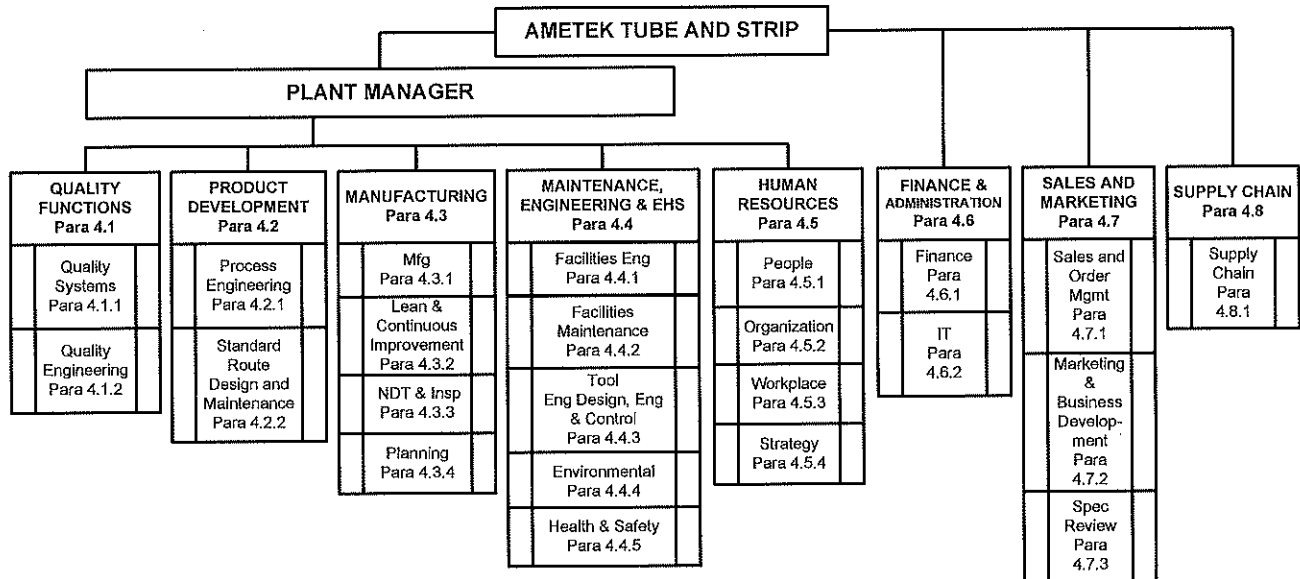 AMETEK TUBE AND STRIP
PLANT MANAGER
QUALITY
FUNCTIONS
Para 4.1
Quality
Systems
Para 4.1.1
Quality
Engineering
Para 4.1.2
PRODUCT
DEVELOPMENT
Para 4.2
Process
Engineering
Para 4.2.1
Standard
Route
Design and
Maintenance
Para 4.2.2
MANUFACTURING
Para 4.3
Mfg
Para 4.3.1
Lean &
Continuous
Improvement
Para 4.3.2
NDT & Insp
Para 4.3.3
Planning
Para 4.3.4
MAINTENANCE,
ENGINEERING & EHS
Para 4.4
Facilities Eng
Para 4.4.1
Facilities
Maintenance
Para 4.4.2
Tool
Eng Design, Eng
& Control
Para 4.4.3
Environmental
Para 4.4.4
Health & Safety
Para 4.4.5
HUMAN
RESOURCES
Para 4.5
People
Para 4.5.1
Organization
Para 4.5.2
Workplace
Para 4.5.3
Strategy
Para 4.5.4
FINANCE &
ADMINISTRATION
Para 4.6
Finance
Para
4.6.1
IT
Para
4.6.2
SALES AND
MARKETING
Para 4.7
Sales and
Order
Mgmt
Para
4.7.1
Marketing
&
Business
Develop-
ment
Para
4.7.2
Spec
Review
Para
4.7.3
SUPPLY CHAIN
Para 4.8
Supply
Chain
Para
4.8.1